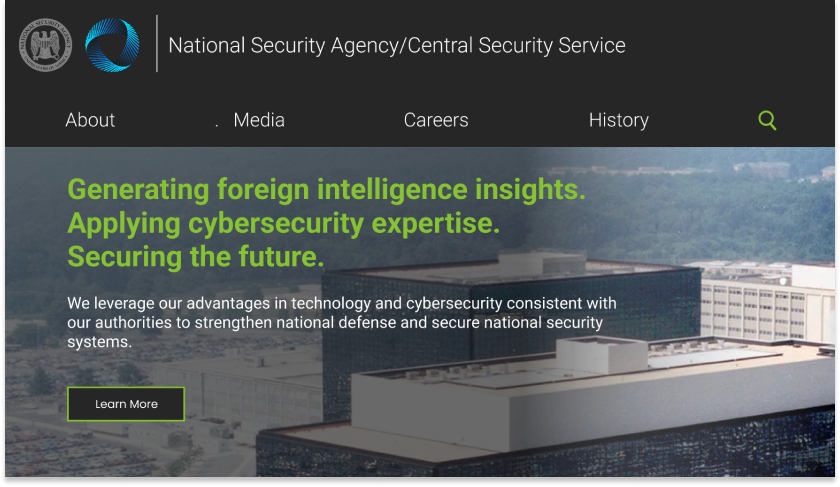 National Security Agency/Central Security Service
About
. Media
Careers
History
Generating foreign intelligence insights.
Applying cybersecurity expertise.
Securing the future.
We leverage our advantages in technology and cybersecurity consistent with
our authorities to strengthen national defense and secure national security
systems.
Learn More